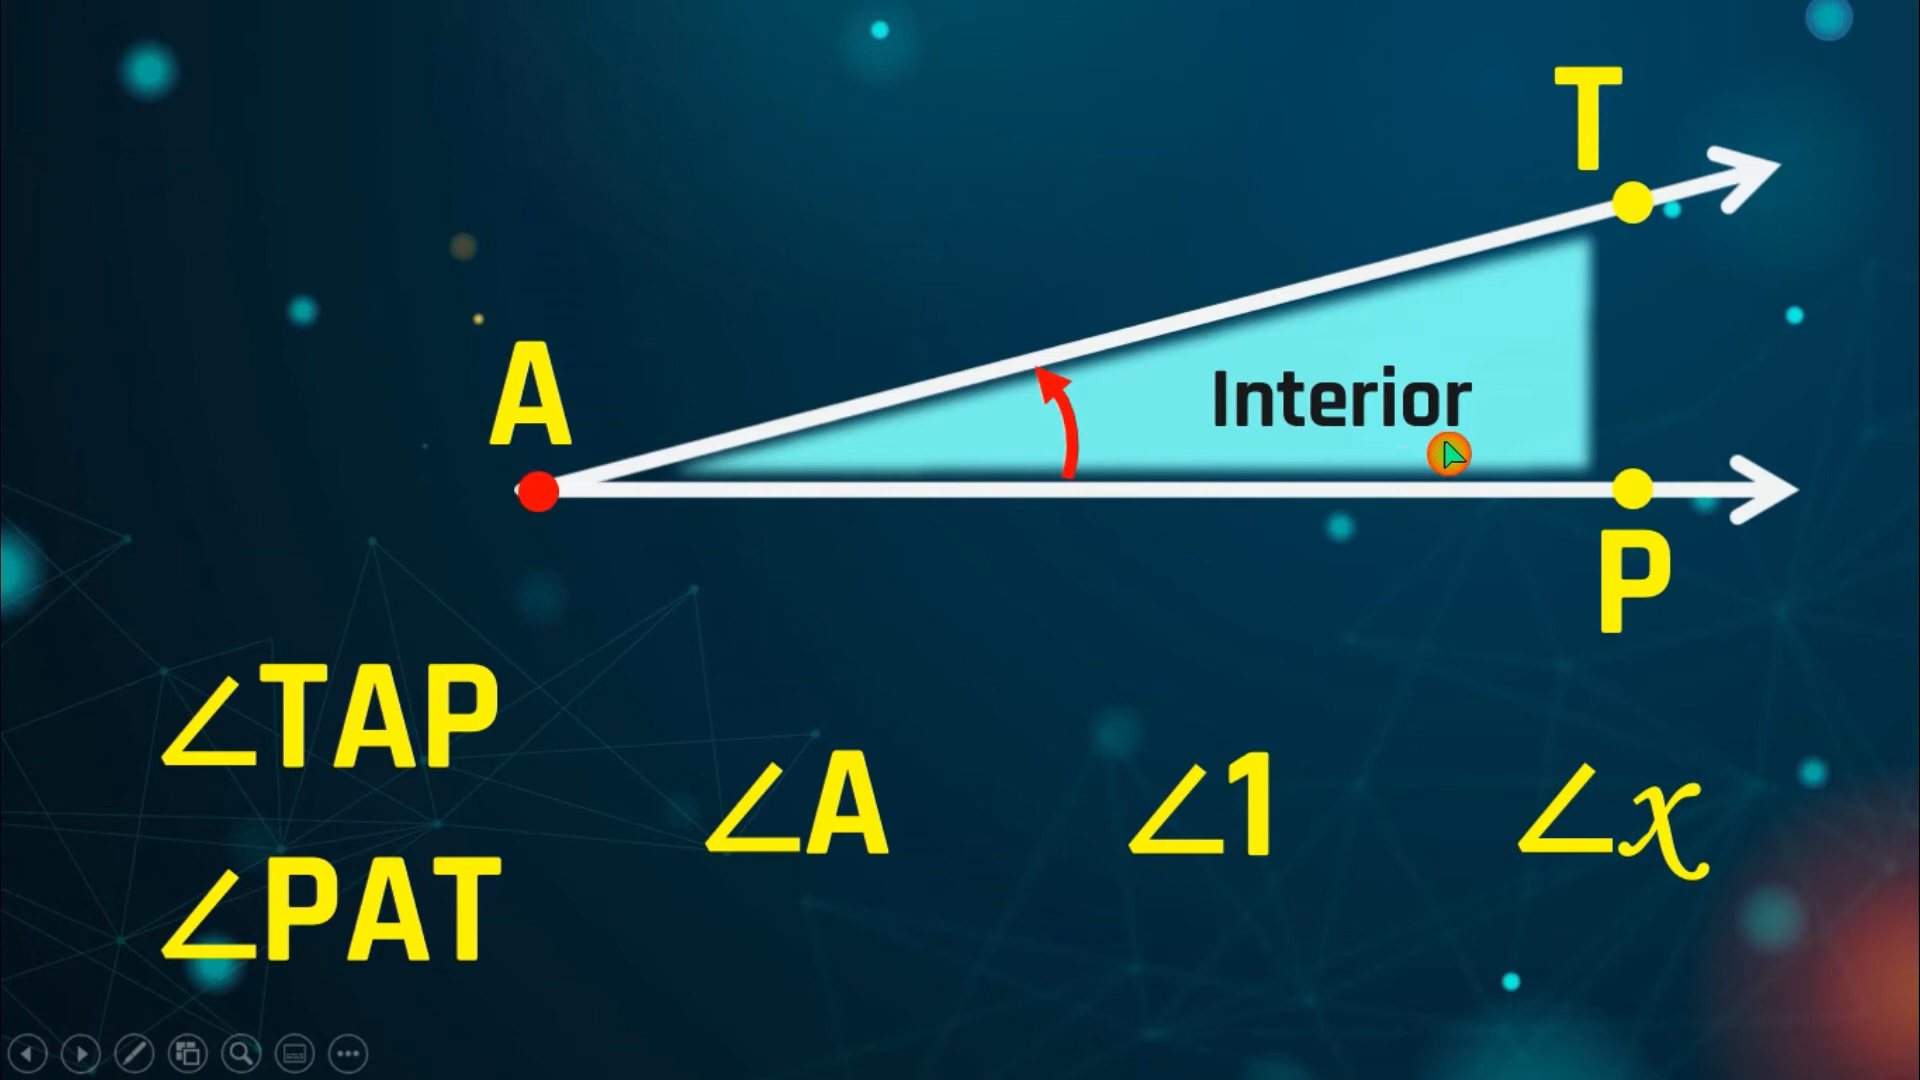 T
A
Interior
P
∠TAP
∠A
∠1
∠x
∠PAT